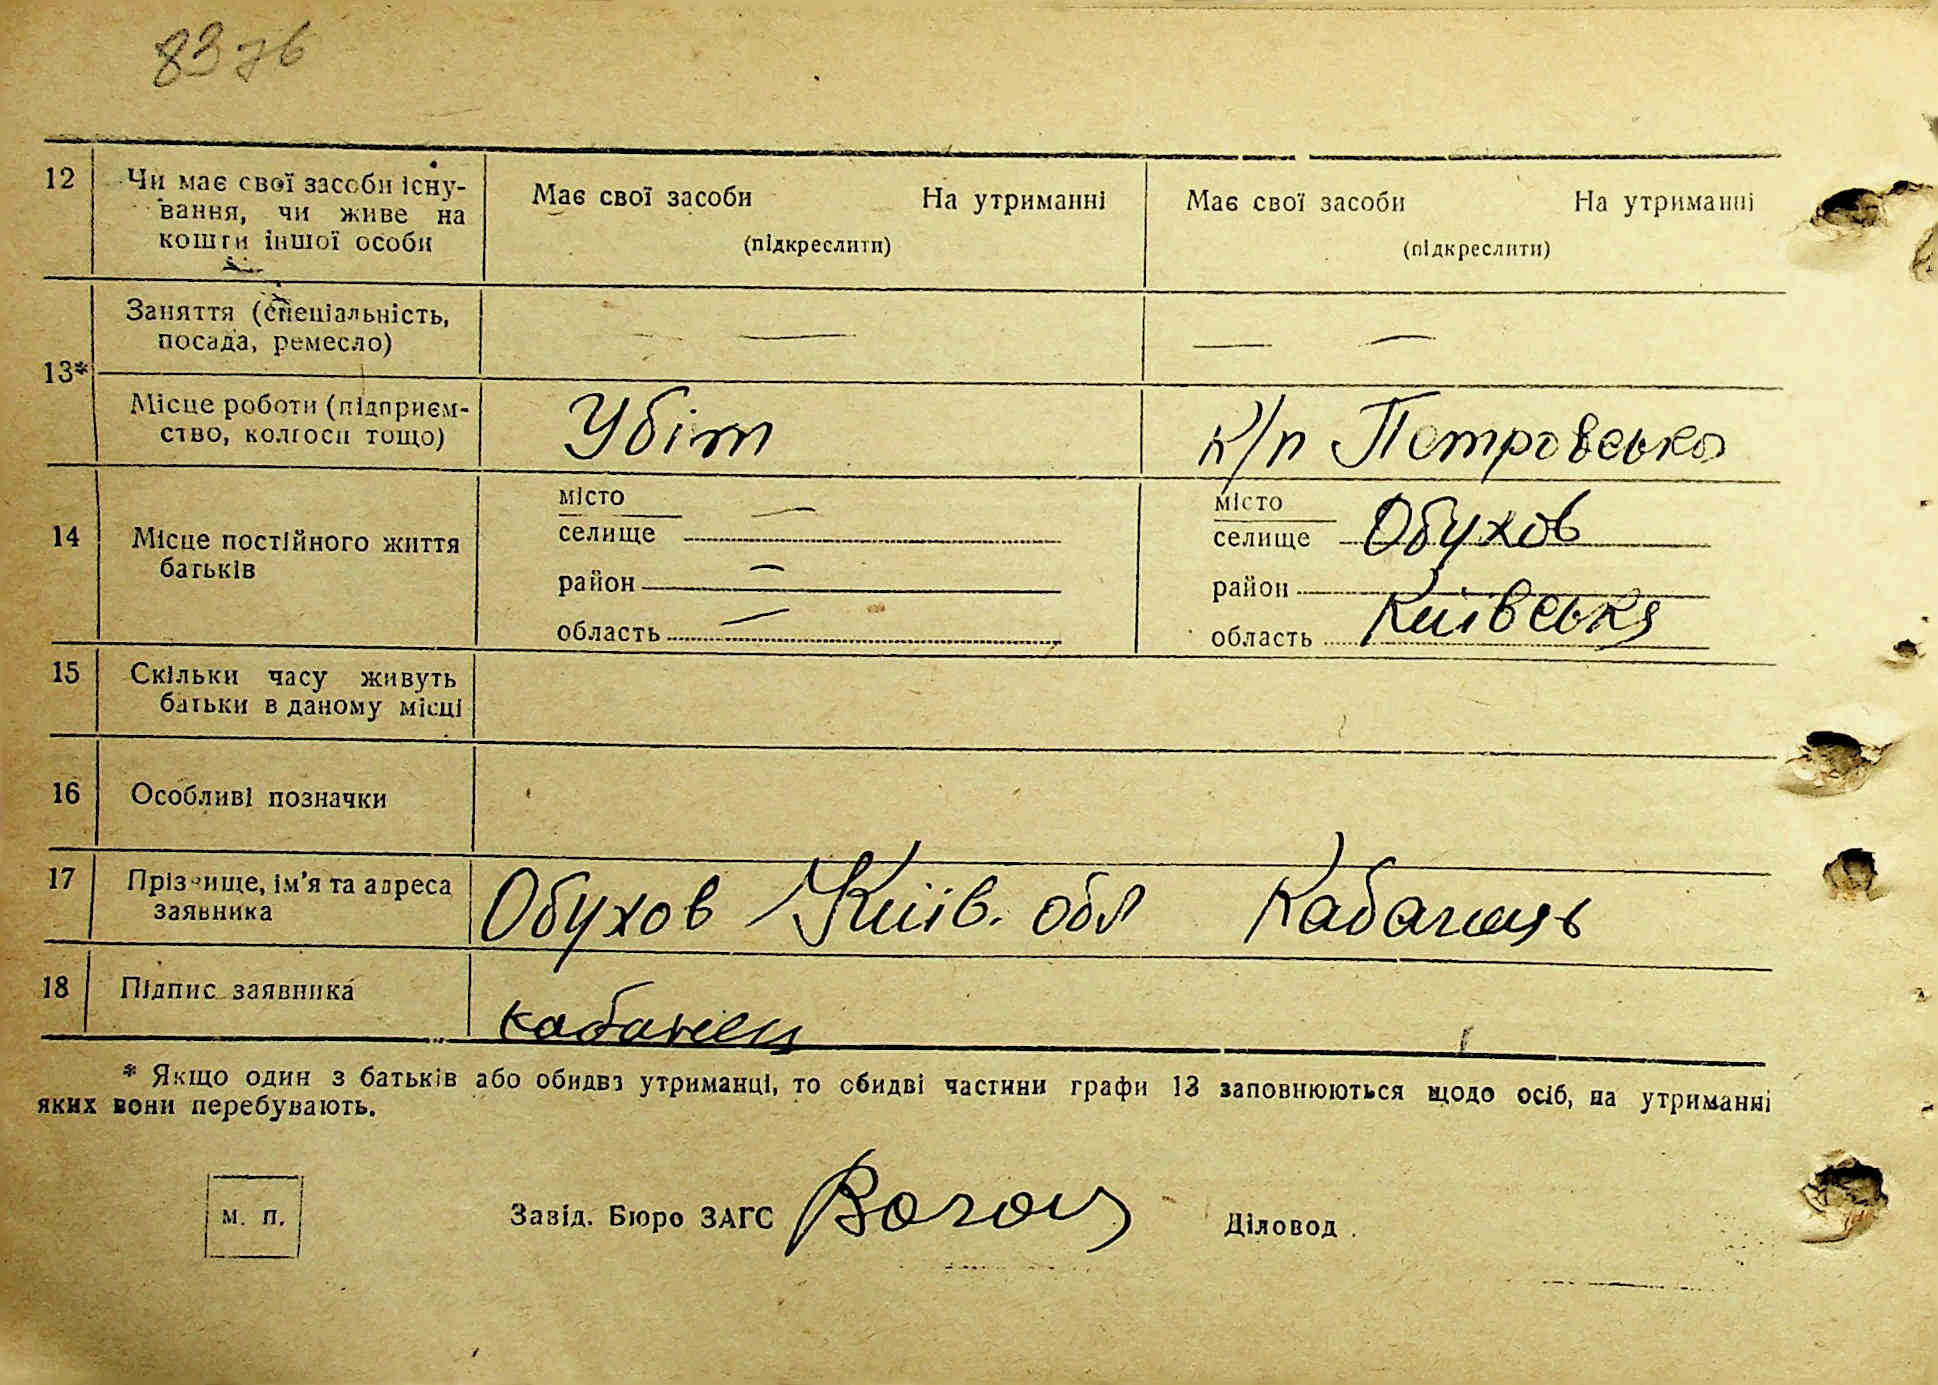 83 76
12 Чи має свої засоби існу-
вання, чи живе на
кошти іншої особи
Має свої засоби На утриманні
(підкреслити)
Має свої засоби На утриманні
(підкреслити)
13*
Заняття (спеціальність,
посада, ремесло)
— —
— —
Місце роботи (підприєм-
ство, колгосп тощо)
Убіт
к/п Петровсько
14 Місце постійного життя
батьків
місто —
селище
район —
область —
місто
селище Обухов
район
область Київська
15 Скільки часу живуть
батьки в даному місці
16 Особливі позначки
17 Прізвище, ім'я та адреса
заявника
Обухов Київ. обл
18 Підпис заявника
* Якщо один з батьків або обидва утриманці, то обидві частини графи 13 заповнюються щодо осіб, на утриманні
яких вони перебувають.
М. П.
Завід. Бюро ЗАГС
Діловод